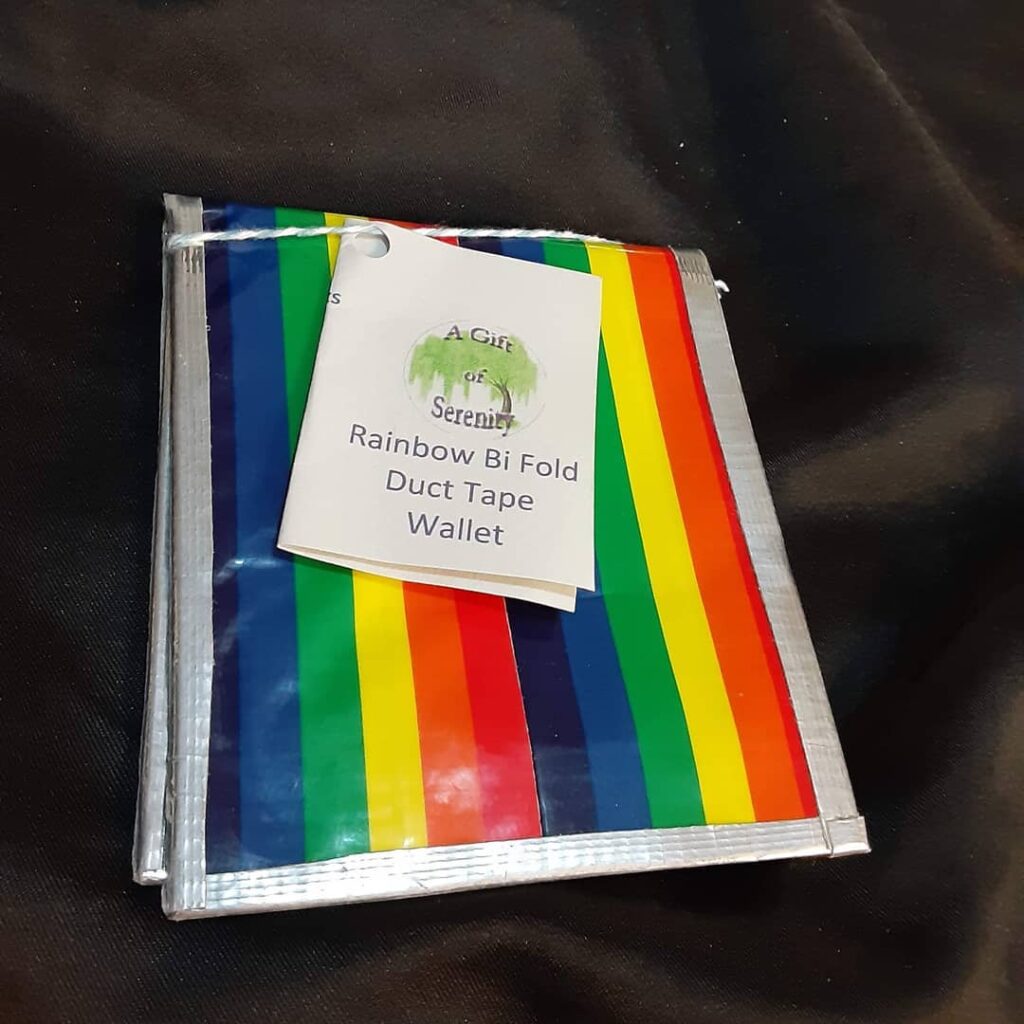 A Gift
of
Serenity
Rainbow Bi Fold
Duct Tape
Wallet